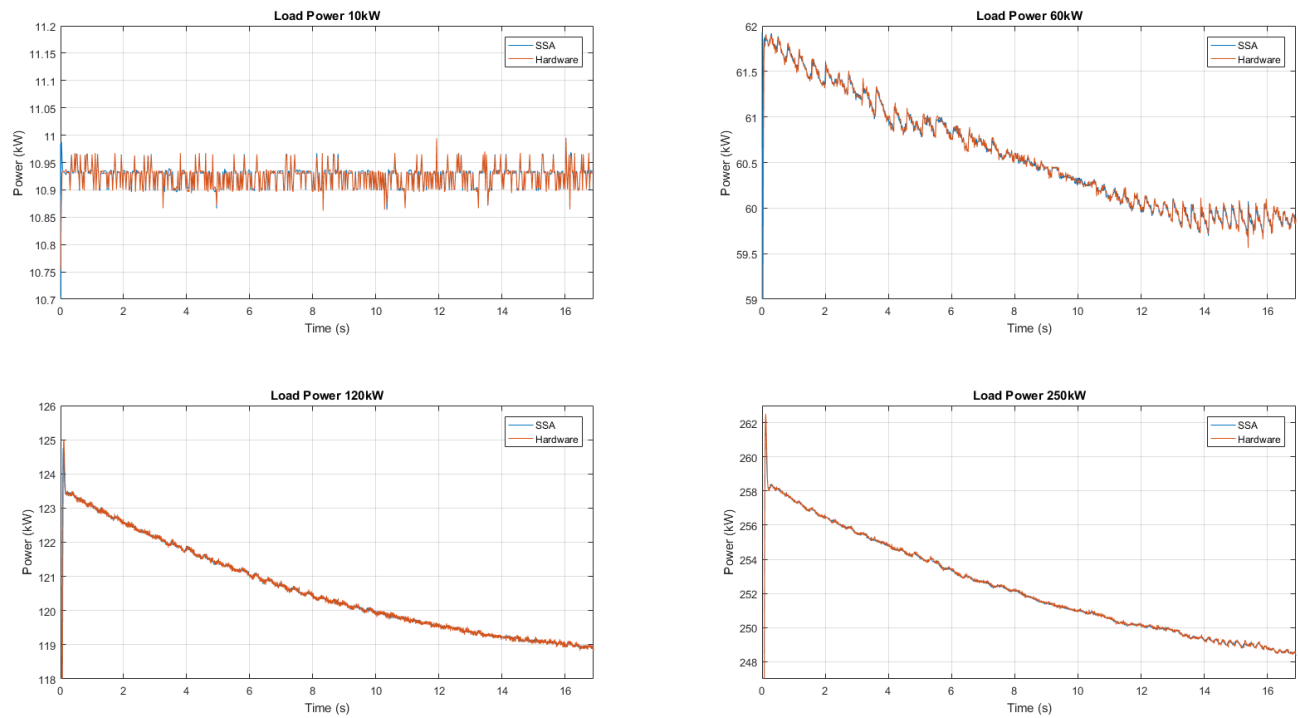 Load Power 10kW
11.2
11.15
11.1
11.05
11
10.95
10.9
10.85
10.8
10.75
10.7
Power (kW)
SSA
Hardware
0 2 4 6 8 10 12 14 16
Time (s)
Load Power 60kW
62
61.5
61
60.5
60
59.5
59
Power (kW)
SSA
Hardware
0 2 4 6 8 10 12 14 16
Time (s)
Load Power 120kW
126
125
124
123
122
121
120
119
118
Power (kW)
SSA
Hardware
0 2 4 6 8 10 12 14 16
Time (s)
Load Power 250kW
262
260
258
256
254
252
250
248
Power (kW)
SSA
Hardware
0 2 4 6 8 10 12 14 16
Time (s)